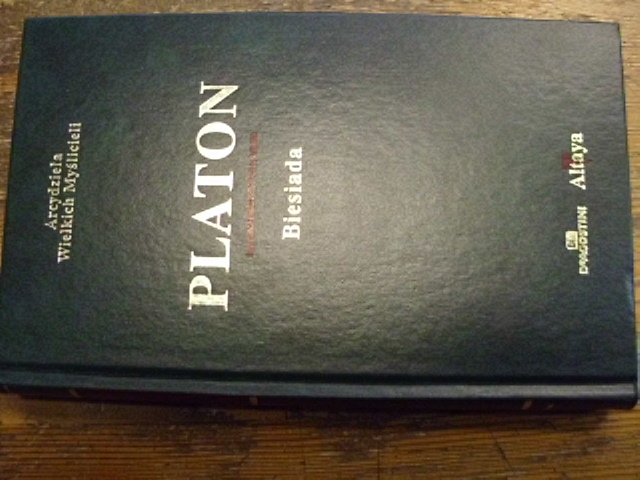 Arcydzieła
Wielkich Myślicieli
PLATON
Biesiada
DeAGOSTINI
Altaya